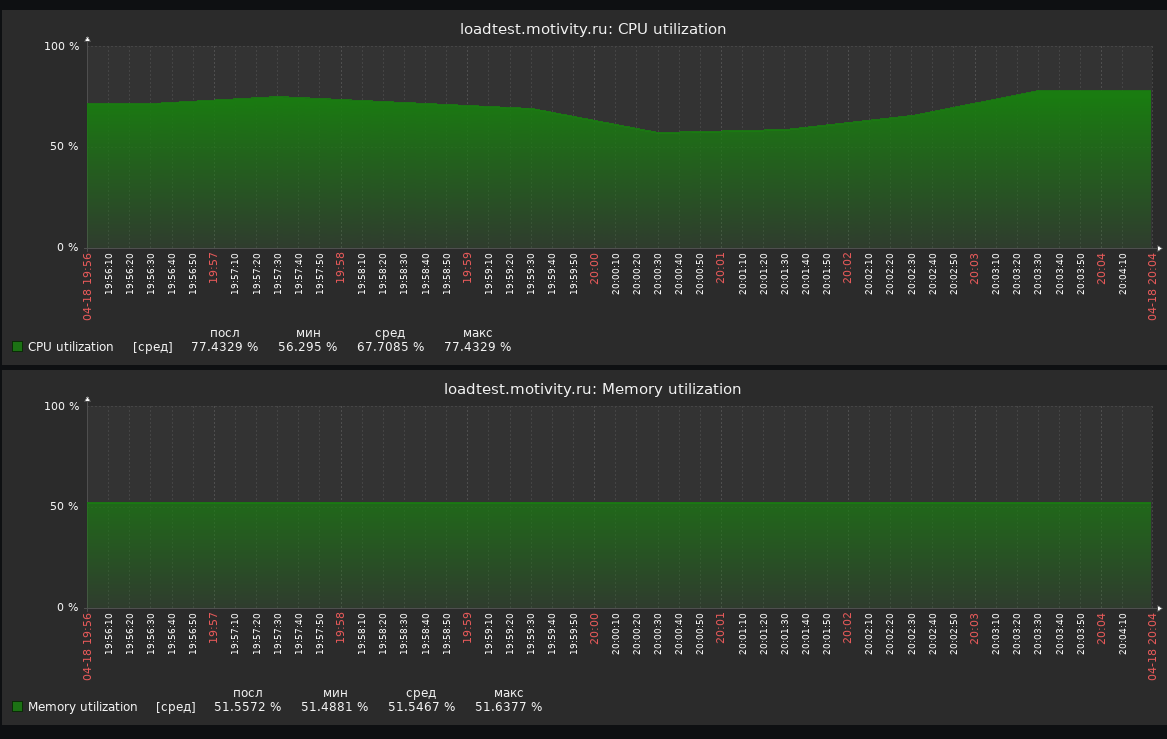 loadtest.motivity.ru: CPU utilization
100 %
50 %
0 %
04-18 19:56 19:56:10 19:56:20 19:56:30 19:56:40 19:56:50 19:57 19:57:10 19:57:20 19:57:30 19:57:40 19:57:50 19:58 19:58:10 19:58:20 19:58:30 19:58:40 19:58:50 19:59 19:59:10 19:59:20 19:59:30 19:59:40 19:59:50 20:00 20:00:10 20:00:20 20:00:30 20:00:40 20:00:50 20:01 20:01:10 20:01:20 20:01:30 20:01:40 20:01:50 20:02 20:02:10 20:02:20 20:02:30 20:02:40 20:02:50 20:03 20:03:10 20:03:20 20:03:30 20:03:40 20:03:50 20:04 20:04:10 04-18 20:04
посл мин сред макс
CPU utilization [сред] 77.4329 % 56.295 % 67.7085 % 77.4329 %
loadtest.motivity.ru: Memory utilization
100 %
50 %
0 %
04-18 19:56 19:56:10 19:56:20 19:56:30 19:56:40 19:56:50 19:57 19:57:10 19:57:20 19:57:30 19:57:40 19:57:50 19:58 19:58:10 19:58:20 19:58:30 19:58:40 19:58:50 19:59 19:59:10 19:59:20 19:59:30 19:59:40 19:59:50 20:00 20:00:10 20:00:20 20:00:30 20:00:40 20:00:50 20:01 20:01:10 20:01:20 20:01:30 20:01:40 20:01:50 20:02 20:02:10 20:02:20 20:02:30 20:02:40 20:02:50 20:03 20:03:10 20:03:20 20:03:30 20:03:40 20:03:50 20:04 20:04:10 04-18 20:04
посл мин сред макс
Memory utilization [сред] 51.5572 % 51.4881 % 51.5467 % 51.6377 %